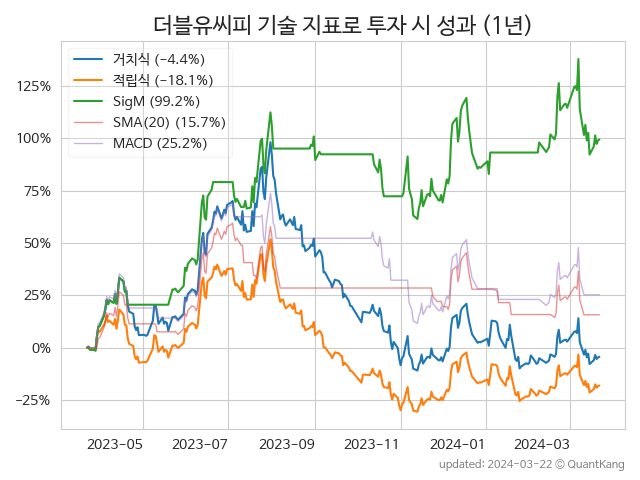 더블유씨피 기술 지표로 투자 시 성과 (1년)
거치식 (-4.4%)
적립식 (-18.1%)
SigM (99.2%)
SMA(20) (15.7%)
MACD (25.2%)
125%
100%
75%
50%
25%
0%
-25%
2023-05
2023-07
2023-09
2023-11
2024-01
2024-03
updated: 2024-03-22 © QuantKang